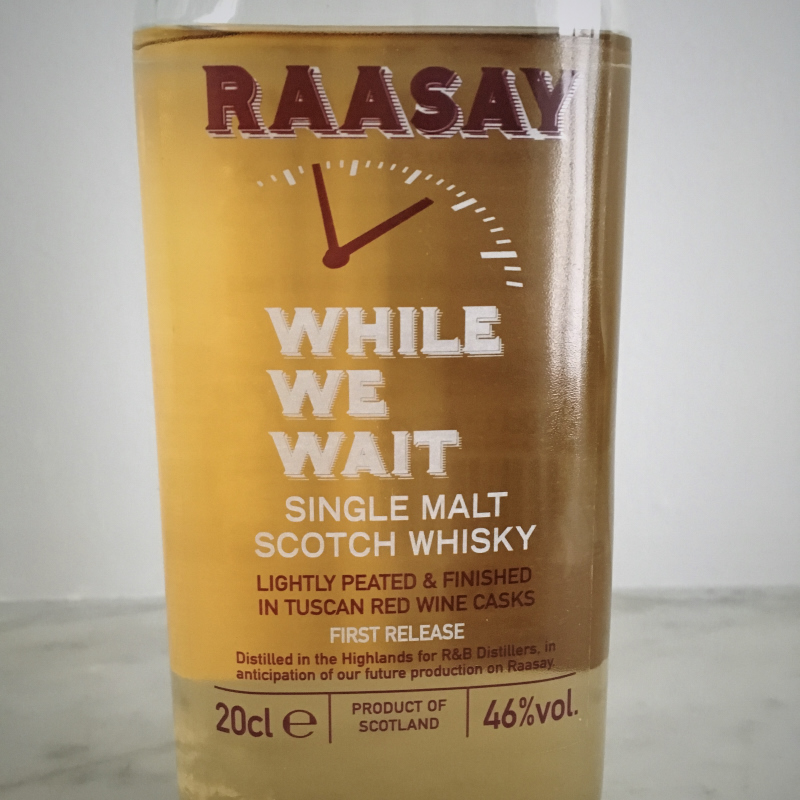 RAASAY
WHILE
WE
WAIT
SINGLE MALT
SCOTCH WHISKY
LIGHTLY PEATED & FINISHED
IN TUSCAN RED WINE CASKS
FIRST RELEASE
Distilled in the Highlands for R&B Distillers, in
anticipation of our future production on Raasay.
20cl ℮
PRODUCT OF
SCOTLAND
46%vol.